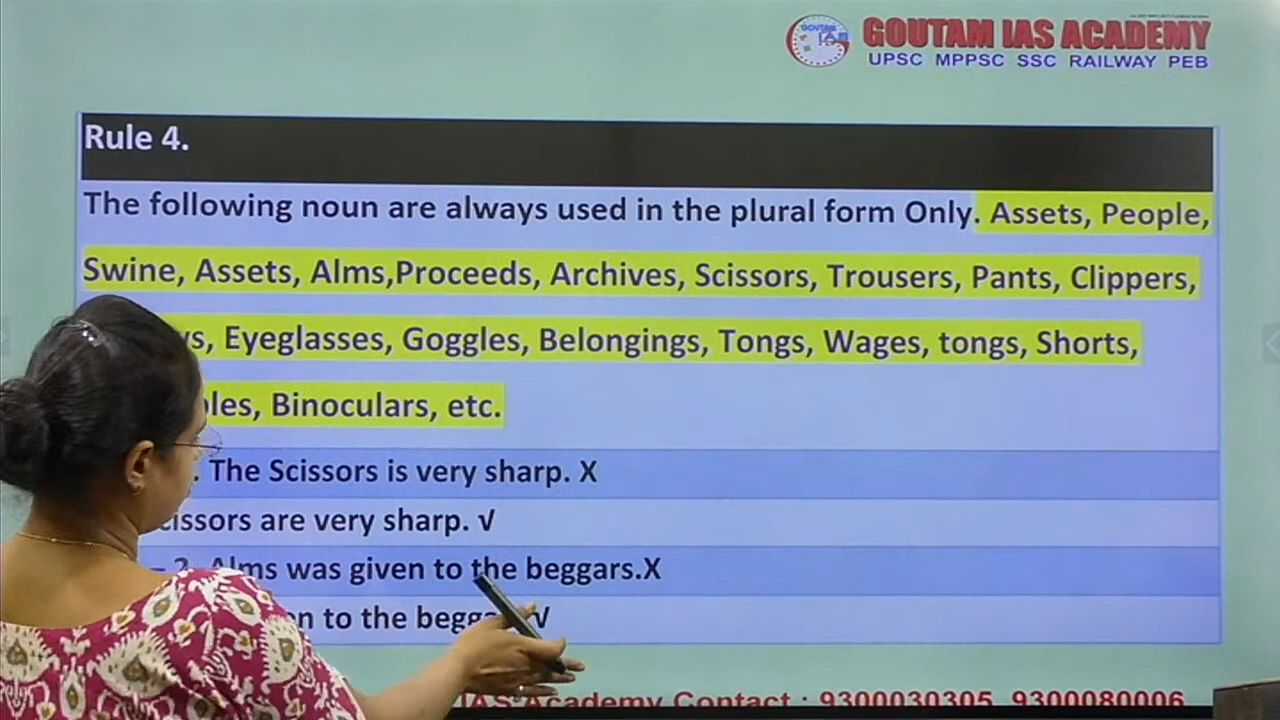 GOUTAM IAS ACADEMY
UPSC MPPSC SSC RAILWAY PEB
Rule 4.
The following noun are always used in the plural form Only. Assets, People,
Swine, Assets, Alms,Proceeds, Archives, Scissors, Trousers, Pants, Clippers,
Eyeglasses, Goggles, Belongings, Tongs, Wages, tongs, Shorts,
Binoculars, etc.
The Scissors is very sharp. X
are very sharp. √
2. Alms was given to the beggars.X
to the √
IAS Academy Contact : 9300030305, 9300080006